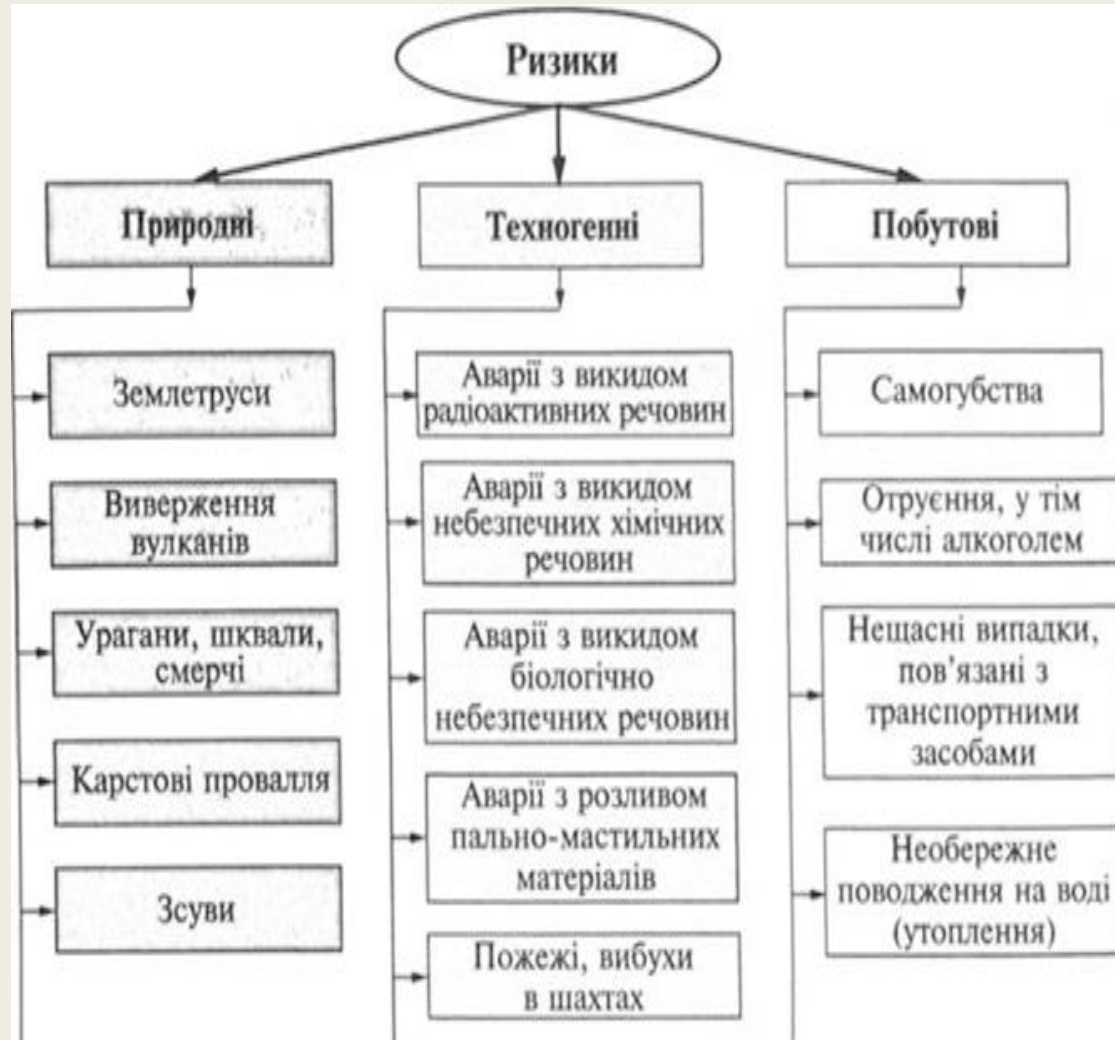 Ризики
Природні
Техногенні
Побутові
Землетруси
Виверження
вулканів
Урагани, шквали,
смерчі
Карстові провалля
Зсуви
Аварії з викидом
радіоактивних речовин
Аварії з викидом
небезпечних хімічних
речовин
Аварії з викидом
біологічно
небезпечних речовин
Аварії з розливом
пально-мастильних
матеріалів
Пожежі, вибухи
в шахтах
Самогубства
Отруєння, у тім
числі алкоголем
Нещасні випадки,
пов’язані з
транспортними
засобами
Необережне
поводження на воді
(утоплення)